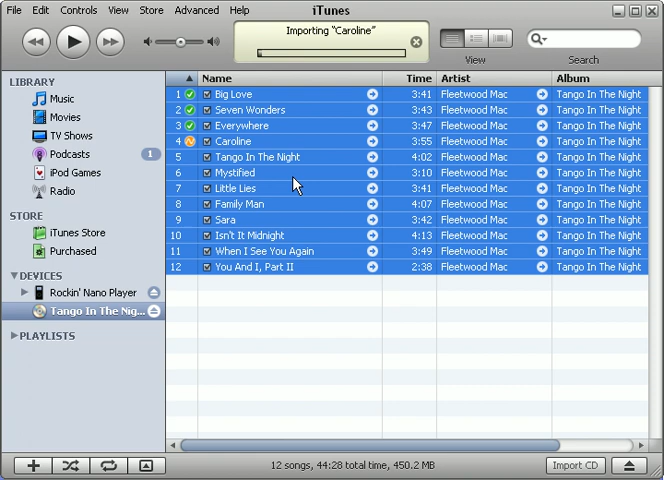 File Edit Controls View Store Advanced Help iTunes
Importing "Caroline"
View Search
LIBRARY
Music
Movies
TV Shows
Podcasts 1
iPod Games
Radio
STORE
iTunes Store
Purchased
DEVICES
Rockin' Nano Player
Tango In The Nig...
PLAYLISTS
Name Time Artist Album
1 Big Love 3:41 Fleetwood Mac Tango In The Night
2 Seven Wonders 3:43 Fleetwood Mac Tango In The Night
3 Everywhere 3:47 Fleetwood Mac Tango In The Night
4 Caroline 3:55 Fleetwood Mac Tango In The Night
5 Tango In The Night 4:02 Fleetwood Mac Tango In The Night
6 Mystified 3:10 Fleetwood Mac Tango In The Night
7 Little Lies 3:41 Fleetwood Mac Tango In The Night
8 Family Man 4:07 Fleetwood Mac Tango In The Night
9 Sara 3:42 Fleetwood Mac Tango In The Night
10 Isn't It Midnight 4:13 Fleetwood Mac Tango In The Night
11 When I See You Again 3:49 Fleetwood Mac Tango In The Night
12 You And I, Part II 2:38 Fleetwood Mac Tango In The Night
12 songs, 44:28 total time, 450.2 MB Import CD